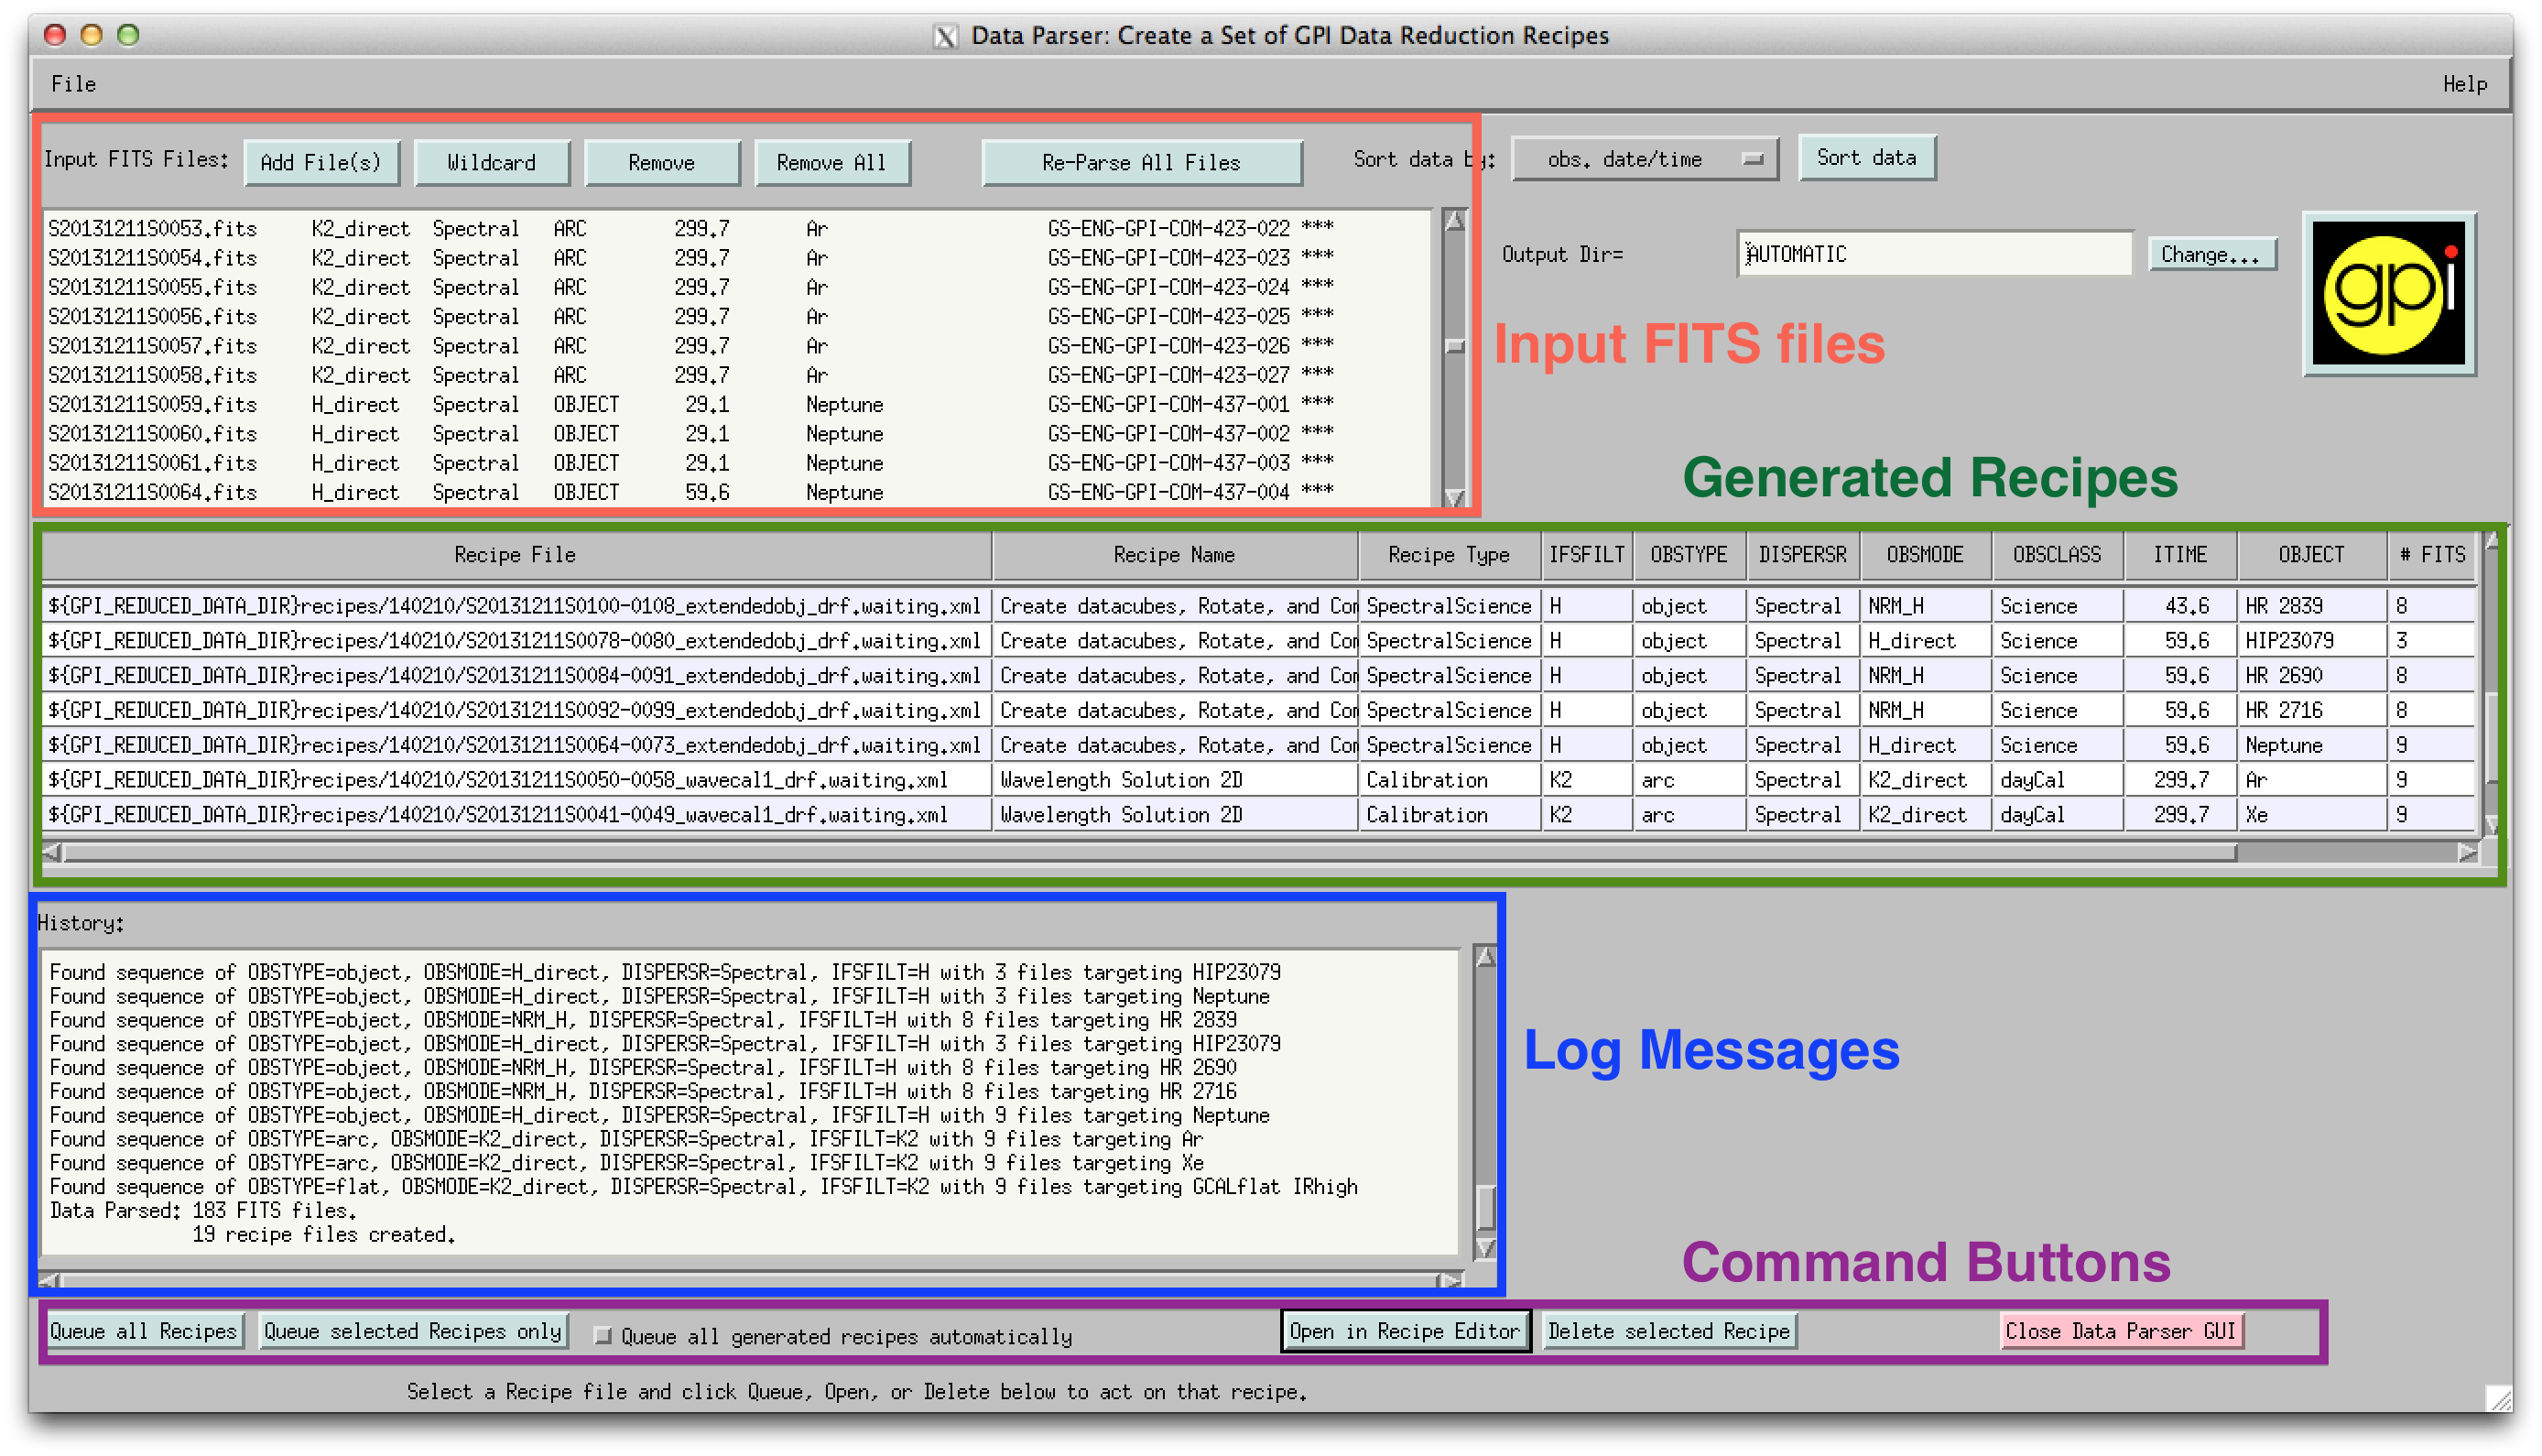 Data Parser: Create a Set of GPI Data Reduction Recipes
File Help
Input FITS Files: Add File(s) Wildcard Remove Remove All Re-Parse All Files Sort data by: obs. date/time Sort data
S20131211S0053.fits K2_direct Spectral ARC 299.7 Ar GS-ENG-GPI-COM-423-022 ***
S20131211S0054.fits K2_direct Spectral ARC 299.7 Ar GS-ENG-GPI-COM-423-023 ***
S20131211S0055.fits K2_direct Spectral ARC 299.7 Ar GS-ENG-GPI-COM-423-024 ***
S20131211S0056.fits K2_direct Spectral ARC 299.7 Ar GS-ENG-GPI-COM-423-025 ***
S20131211S0057.fits K2_direct Spectral ARC 299.7 Ar GS-ENG-GPI-COM-423-026 ***
S20131211S0058.fits K2_direct Spectral ARC 299.7 Ar GS-ENG-GPI-COM-423-027 ***
S20131211S0059.fits H_direct Spectral OBJECT 29.1 Neptune GS-ENG-GPI-COM-437-001 ***
S20131211S0060.fits H_direct Spectral OBJECT 29.1 Neptune GS-ENG-GPI-COM-437-002 ***
S20131211S0061.fits H_direct Spectral OBJECT 29.1 Neptune GS-ENG-GPI-COM-437-003 ***
S20131211S0064.fits H_direct Spectral OBJECT 59.6 Neptune GS-ENG-GPI-COM-437-004 ***
Output Dir= AUTOMATIC Change...
gpi
Input FITS files
Generated Recipes
Recipe File Recipe Name Recipe Type IFSFILT OBSTYPE DISPERSR OBSMODE OBSCLASS ITIME OBJECT # FITS
${GPI_REDUCED_DATA_DIR}recipes/140210/S20131211S0100-0108_extendedobj_drf.waiting.xml Create datacubes, Rotate, and Com SpectralScience H object Spectral NRM_H Science 43.6 HR 2839 8
${GPI_REDUCED_DATA_DIR}recipes/140210/S20131211S0078-0080_extendedobj_drf.waiting.xml Create datacubes, Rotate, and Com SpectralScience H object Spectral H_direct Science 59.6 HIP23079 3
${GPI_REDUCED_DATA_DIR}recipes/140210/S20131211S0084-0091_extendedobj_drf.waiting.xml Create datacubes, Rotate, and Com SpectralScience H object Spectral NRM_H Science 59.6 HR 2690 8
${GPI_REDUCED_DATA_DIR}recipes/140210/S20131211S0092-0099_extendedobj_drf.waiting.xml Create datacubes, Rotate, and Com SpectralScience H object Spectral NRM_H Science 59.6 HR 2716 8
${GPI_REDUCED_DATA_DIR}recipes/140210/S20131211S0064-0073_extendedobj_drf.waiting.xml Create datacubes, Rotate, and Com SpectralScience H object Spectral H_direct Science 59.6 Neptune 9
${GPI_REDUCED_DATA_DIR}recipes/140210/S20131211S0050-0058_wavecal1_drf.waiting.xml Wavelength Solution 2D Calibration K2 arc Spectral K2_direct dayCal 299.7 Ar 9
${GPI_REDUCED_DATA_DIR}recipes/140210/S20131211S0041-0049_wavecal1_drf.waiting.xml Wavelength Solution 2D Calibration K2 arc Spectral K2_direct dayCal 299.7 Xe 9
History:
Found sequence of OBSTYPE=object, OBSMODE=H_direct, DISPERSR=Spectral, IFSFILT=H with 3 files targeting HIP23079
Found sequence of OBSTYPE=object, OBSMODE=H_direct, DISPERSR=Spectral, IFSFILT=H with 3 files targeting Neptune
Found sequence of OBSTYPE=object, OBSMODE=NRM_H, DISPERSR=Spectral, IFSFILT=H with 8 files targeting HR 2839
Found sequence of OBSTYPE=object, OBSMODE=H_direct, DISPERSR=Spectral, IFSFILT=H with 3 files targeting HIP23079
Found sequence of OBSTYPE=object, OBSMODE=NRM_H, DISPERSR=Spectral, IFSFILT=H with 8 files targeting HR 2690
Found sequence of OBSTYPE=object, OBSMODE=NRM_H, DISPERSR=Spectral, IFSFILT=H with 8 files targeting HR 2716
Found sequence of OBSTYPE=object, OBSMODE=H_direct, DISPERSR=Spectral, IFSFILT=H with 9 files targeting Neptune
Found sequence of OBSTYPE=arc, OBSMODE=K2_direct, DISPERSR=Spectral, IFSFILT=K2 with 9 files targeting Ar
Found sequence of OBSTYPE=arc, OBSMODE=K2_direct, DISPERSR=Spectral, IFSFILT=K2 with 9 files targeting Xe
Found sequence of OBSTYPE=flat, OBSMODE=K2_direct, DISPERSR=Spectral, IFSFILT=K2 with 9 files targeting GCALflat IRhigh
Data Parsed: 183 FITS files.
19 recipe files created.
Log Messages
Command Buttons
Queue all Recipes Queue selected Recipes only Queue all generated recipes automatically Open in Recipe Editor Delete selected Recipe Close Data Parser GUI
Select a Recipe file and click Queue, Open, or Delete below to act on that recipe.